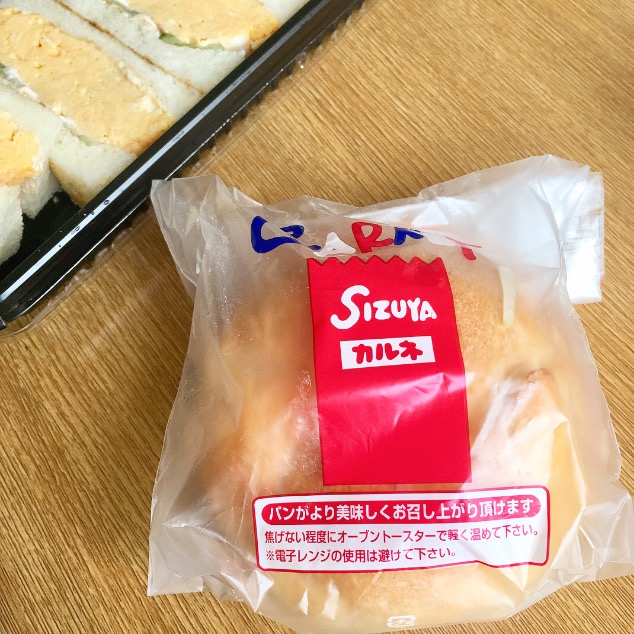 SIZUYA
カルネ
パンがより美味しくお召し上がり頂けます
焦げない程度にオーブントースターで軽く温めて下さい。
※電子レンジの使用は避けて下さい。